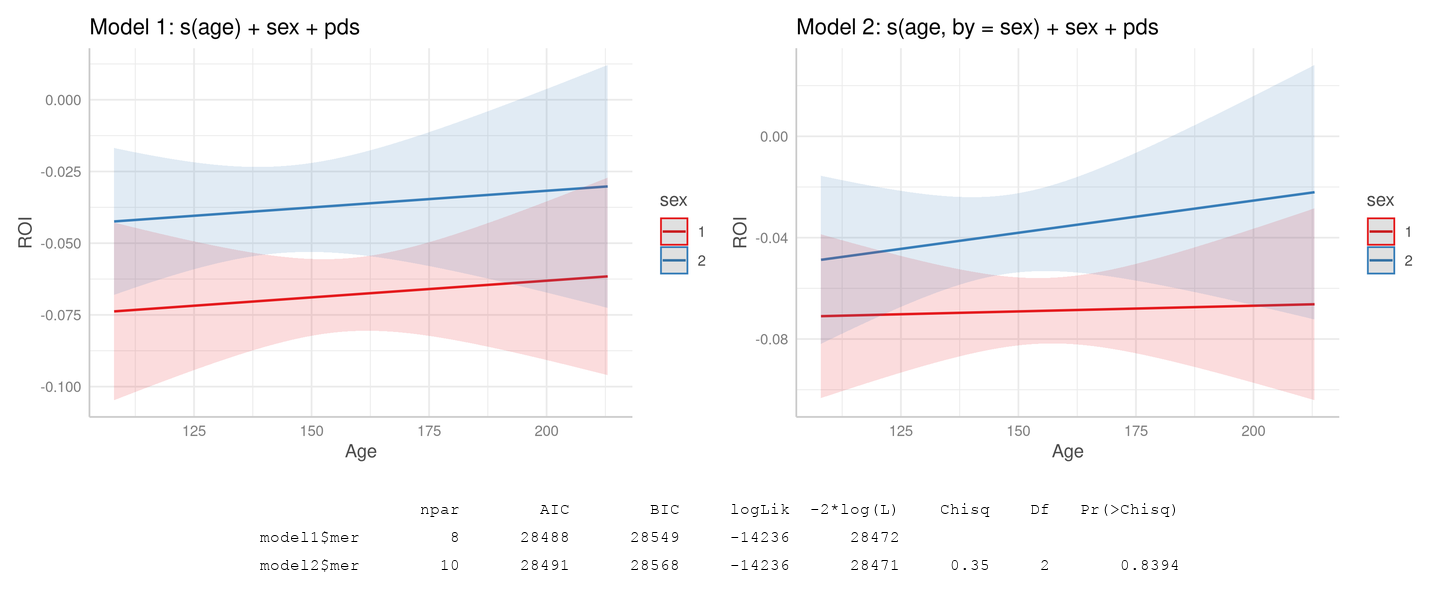 Model 1: s(age) + sex + pds
0.000
-0.025
-0.050
-0.075
-0.100
ROI
125 150 175 200
Age
sex
1
2
Model 2: s(age, by = sex) + sex + pds
0.00
-0.04
-0.08
ROI
125 150 175 200
Age
sex
1
2
npar AIC BIC logLik -2*log(L) Chisq Df Pr(>Chisq)
model1$mer 8 28488 28549 -14236 28472
model2$mer 10 28491 28568 -14236 28471 0.35 2 0.8394